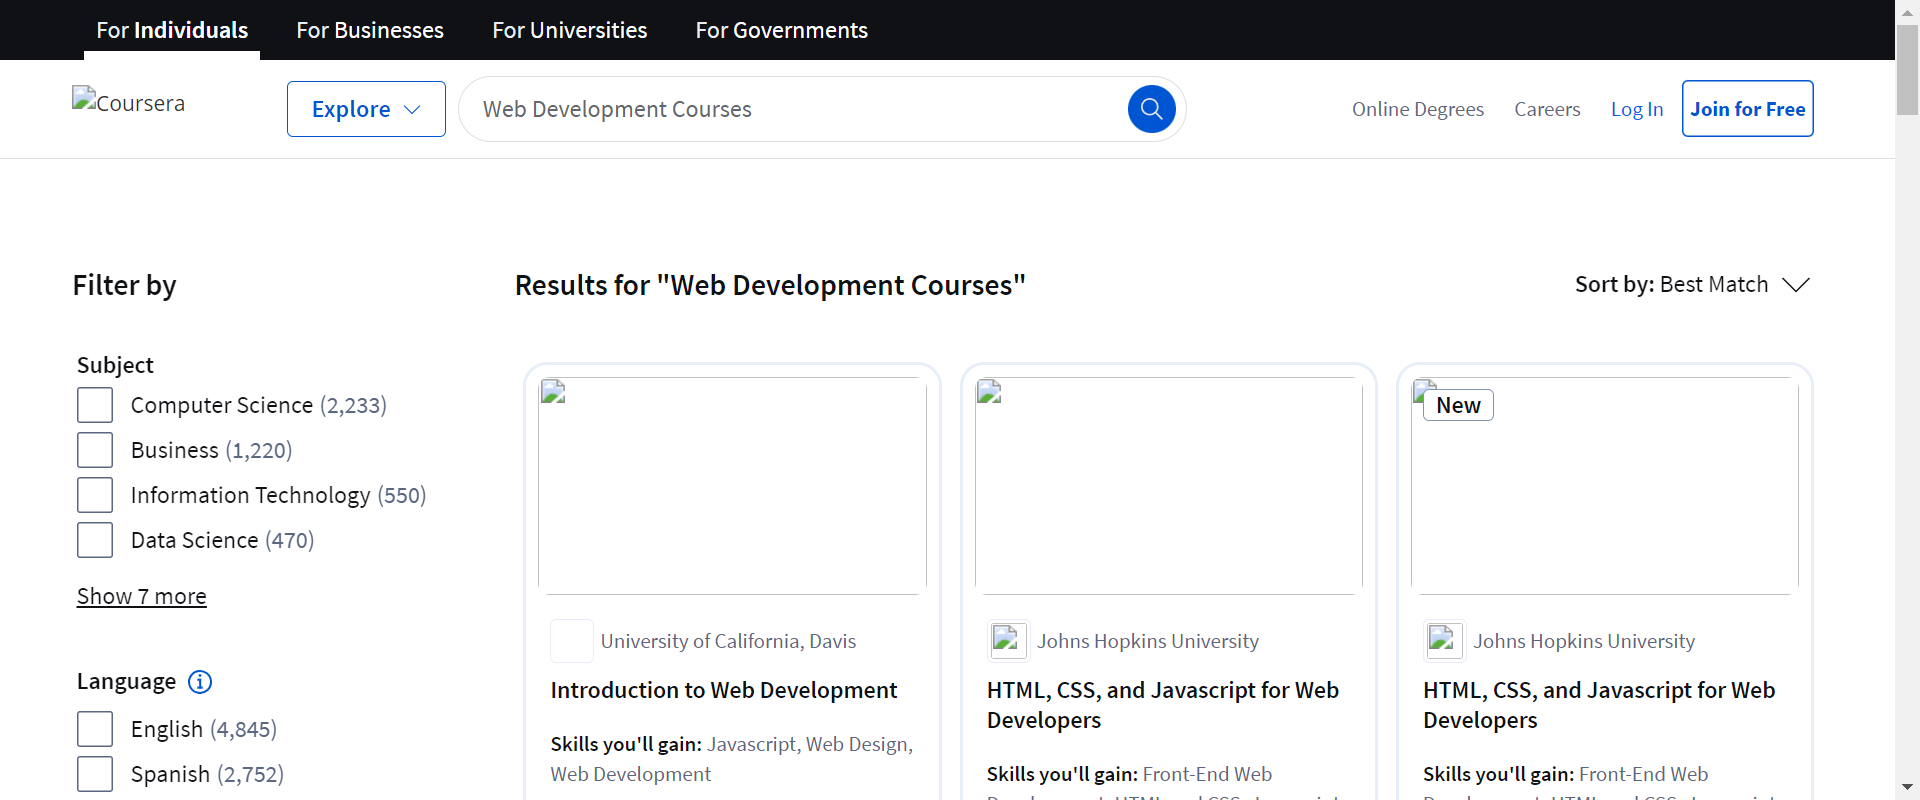 For Individuals
For Businesses
For Universities
For Governments
Coursera
Explore
Web Development Courses
Online Degrees
Careers
Log In
Join for Free
Filter by
Results for "Web Development Courses"
Sort by: Best Match
Subject
Computer Science (2,233)
Business (1,220)
Information Technology (550)
Data Science (470)
Show 7 more
Language
English (4,845)
Spanish (2,752)
University of California, Davis
Introduction to Web Development
Skills you'll gain: Javascript, Web Design,
Web Development
Johns Hopkins University
HTML, CSS, and Javascript for Web
Developers
Skills you'll gain: Front-End Web
New
Johns Hopkins University
HTML, CSS, and Javascript for Web
Developers
Skills you'll gain: Front-End Web